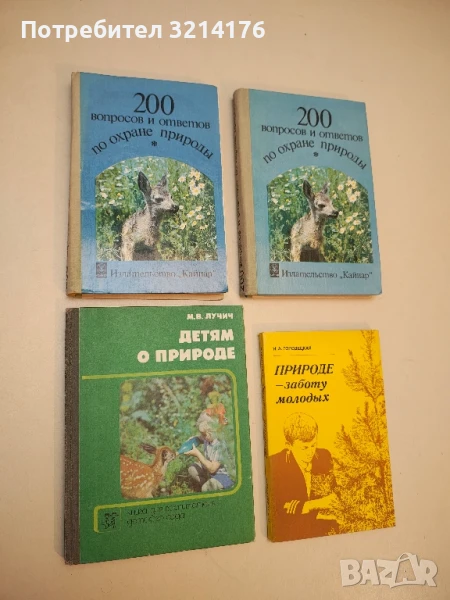 Потребител 3214176
200
вопросов и ответов
по охране природы
*
Издательство „Кайнар"
200
вопросов и ответов
по охране природы
*
Издательство „Кайнар"
М.В. ЛУЧИЧ
ДЕТЯМ
О ПРИРОДЕ
ПРИРОДЕ
—заботу
молодых
BAZAR